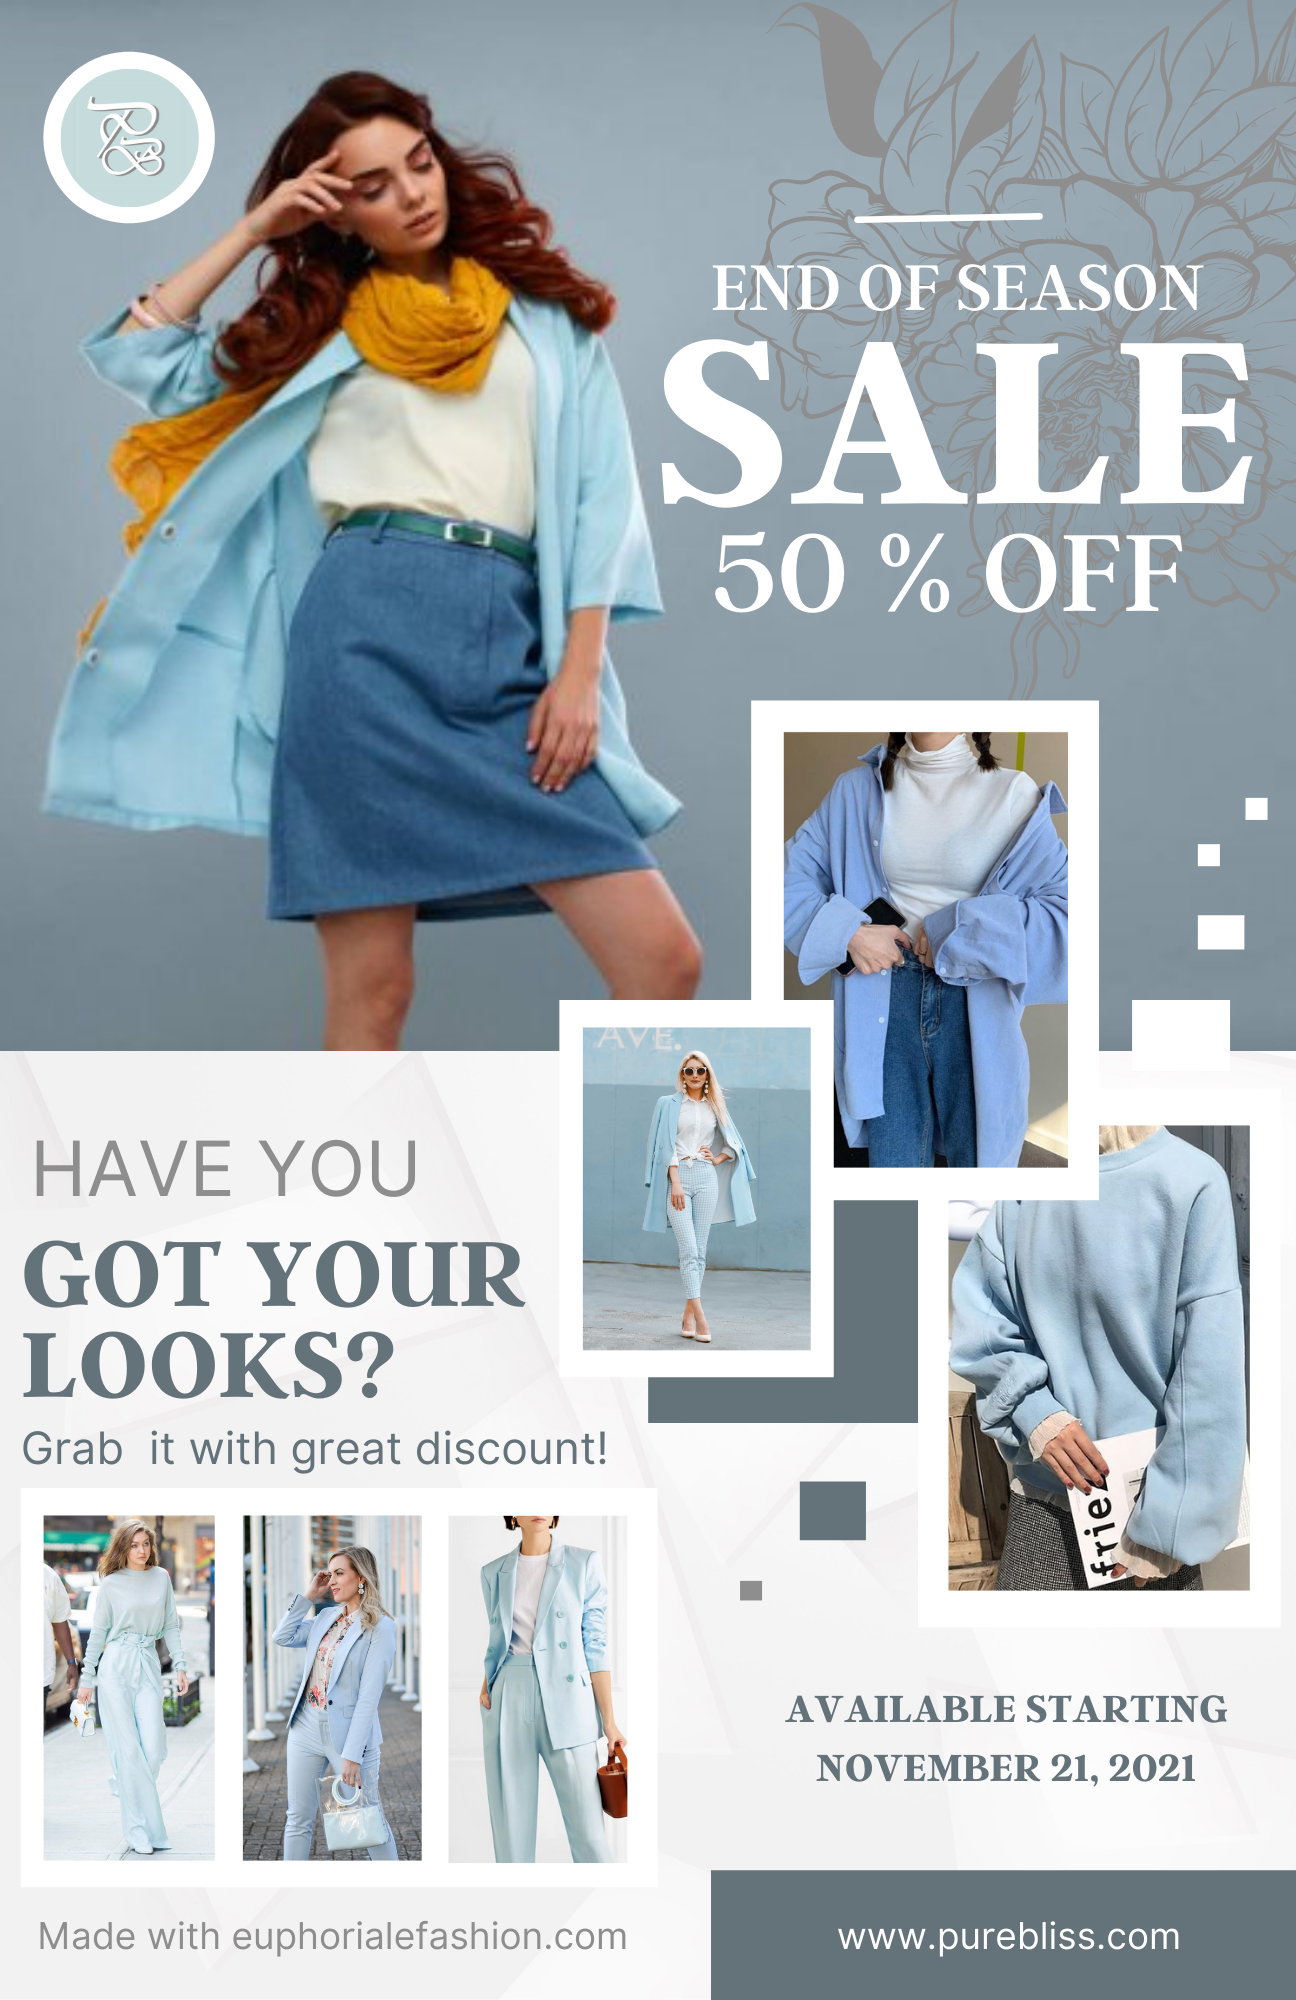 END OF SEASON
SALE
50 % OFF
AVE.
HAVE YOU
GOT YOUR
LOOKS?
Grab  it with great discount!
frie
AVAILABLE STARTING
NOVEMBER 21, 2021
Made with euphorialefashion.com
www.purebliss.com